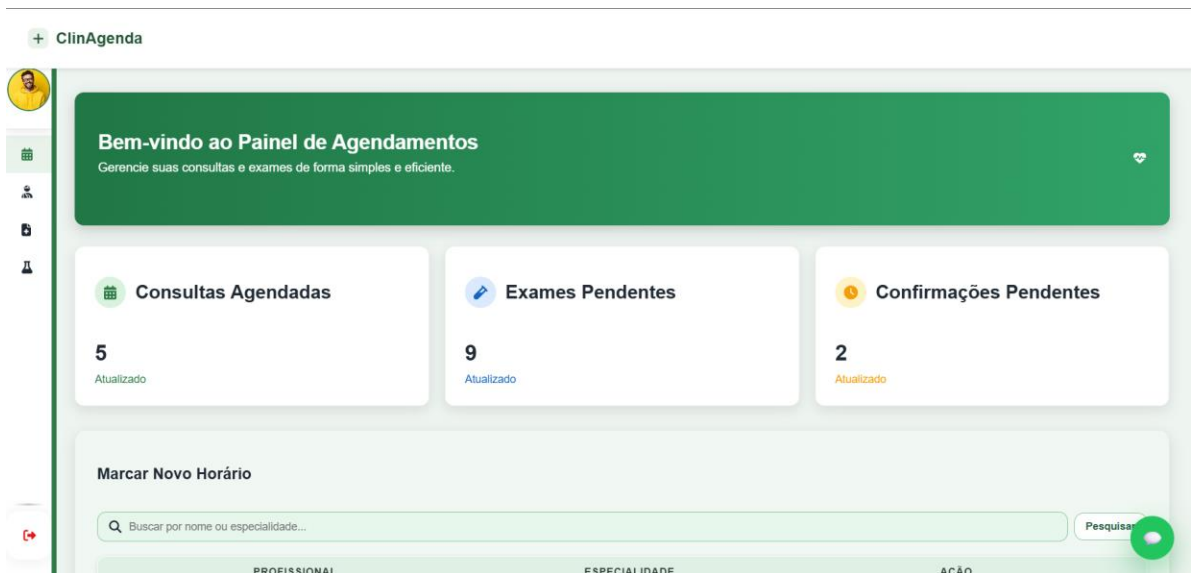 ClinAgenda
Bem-vindo ao Painel de Agendamentos
Gerencie suas consultas e exames de forma simples e eficiente.
Consultas Agendadas
5
Atualizado
Exames Pendentes
9
Atualizado
Confirmações Pendentes
2
Atualizado
Marcar Novo Horário
Buscar por nome ou especialidade...
Pesquisar
PROFISSIONAL
ESPECIALIDADE
AÇÃO